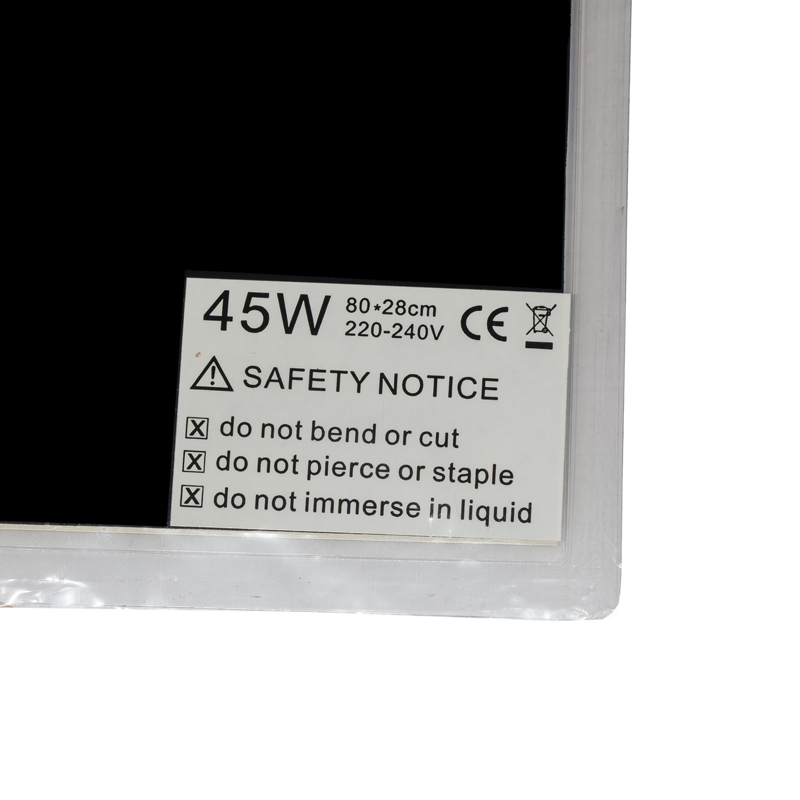 45W 80*28cm CE
220-240V
SAFETY NOTICE
X do not bend or cut
X do not pierce or staple
X do not immerse in liquid